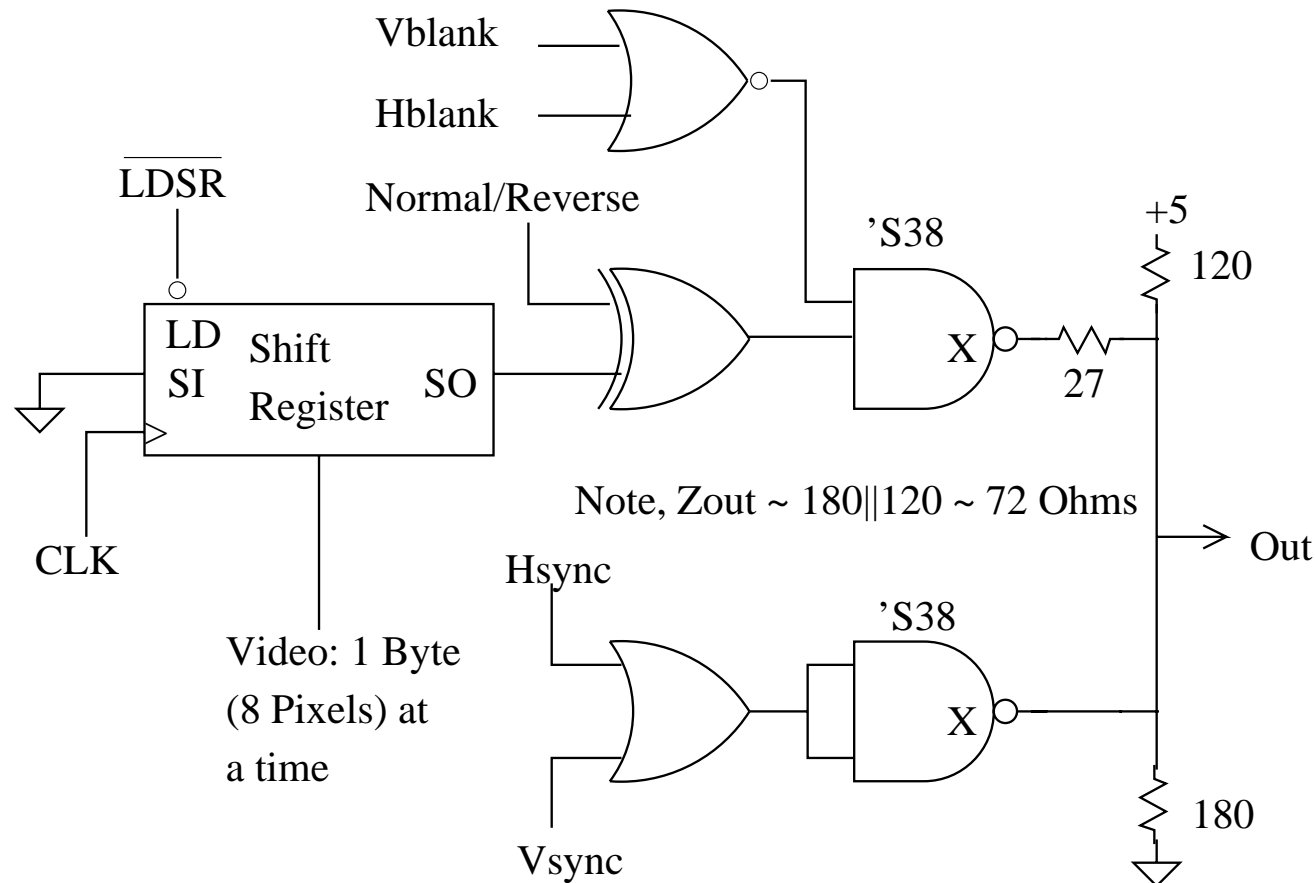 Vblank
Hblank
LDSR
Normal/Reverse
'S38
+5
120
LD
SI
Shift
Register
SO
X
27
Note, Zout ~ 180||120 ~ 72 Ohms
CLK
Out
Hsync
'S38
Video: 1 Byte
(8 Pixels) at
a time
X
180
Vsync